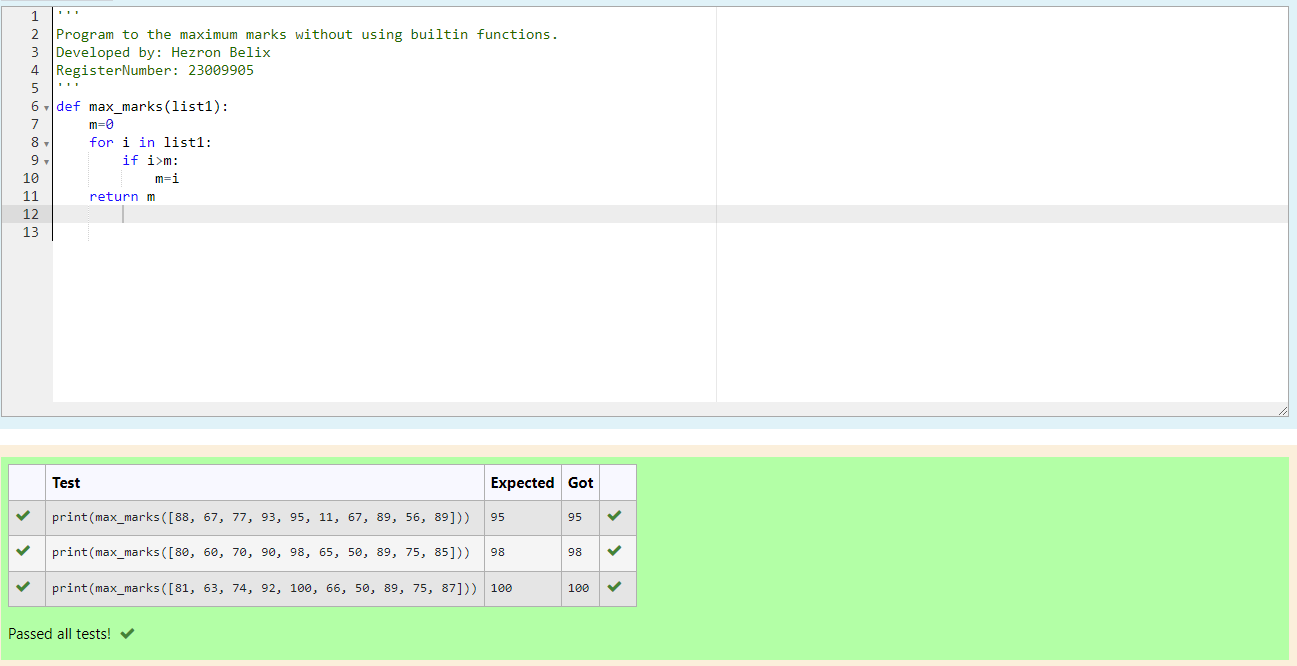 1 '''
2 Program to the maximum marks without using builtin functions.
3 Developed by: Hezron Belix
4 RegisterNumber: 23009905
5 '''
6 def max_marks(list1):
7     m=0
8     for i in list1:
9         if i>m:
10             m=i
11     return m
12
13
Test Expected Got
print(max_marks([88, 67, 77, 93, 95, 11, 67, 89, 56, 89])) 95 95
print(max_marks([80, 60, 70, 90, 98, 65, 50, 89, 75, 85])) 98 98
print(max_marks([81, 63, 74, 92, 100, 66, 50, 89, 75, 87])) 100 100
Passed all tests!